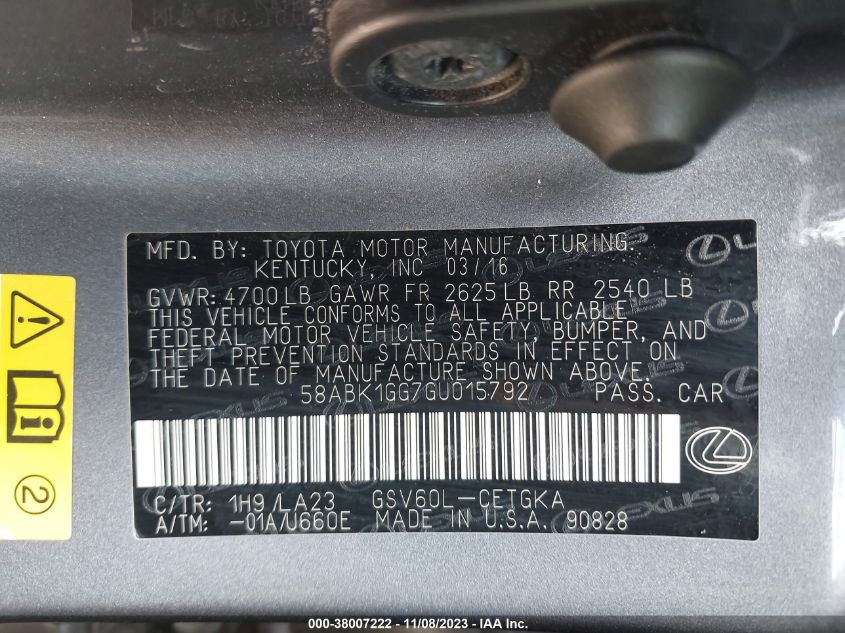 MFD. BY: TOYOTA MOTOR MANUFACTURING
KENTUCKY, INC 03/16
GVWR: 4700LB GAWR FR 2625LB RR 2540 LB
THIS VEHICLE CONFORMS TO ALL APPLICABLE
FEDERAL MOTOR VEHICLE SAFETY, BUMPER, AND
THEFT PREVENTION STANDARDS IN EFFECT ON
THE DATE OF MANUFACTURE SHOWN ABOVE.
58ABK1GG7GU015792 PASS. CAR
C/TR: 1H9 /LA23 GSV60L-CETGKA
A/TM: -01A/U660E MADE IN U.S.A. 90828
2
LEXUS
000-38007222 - 11/08/2023 - IAA Inc.